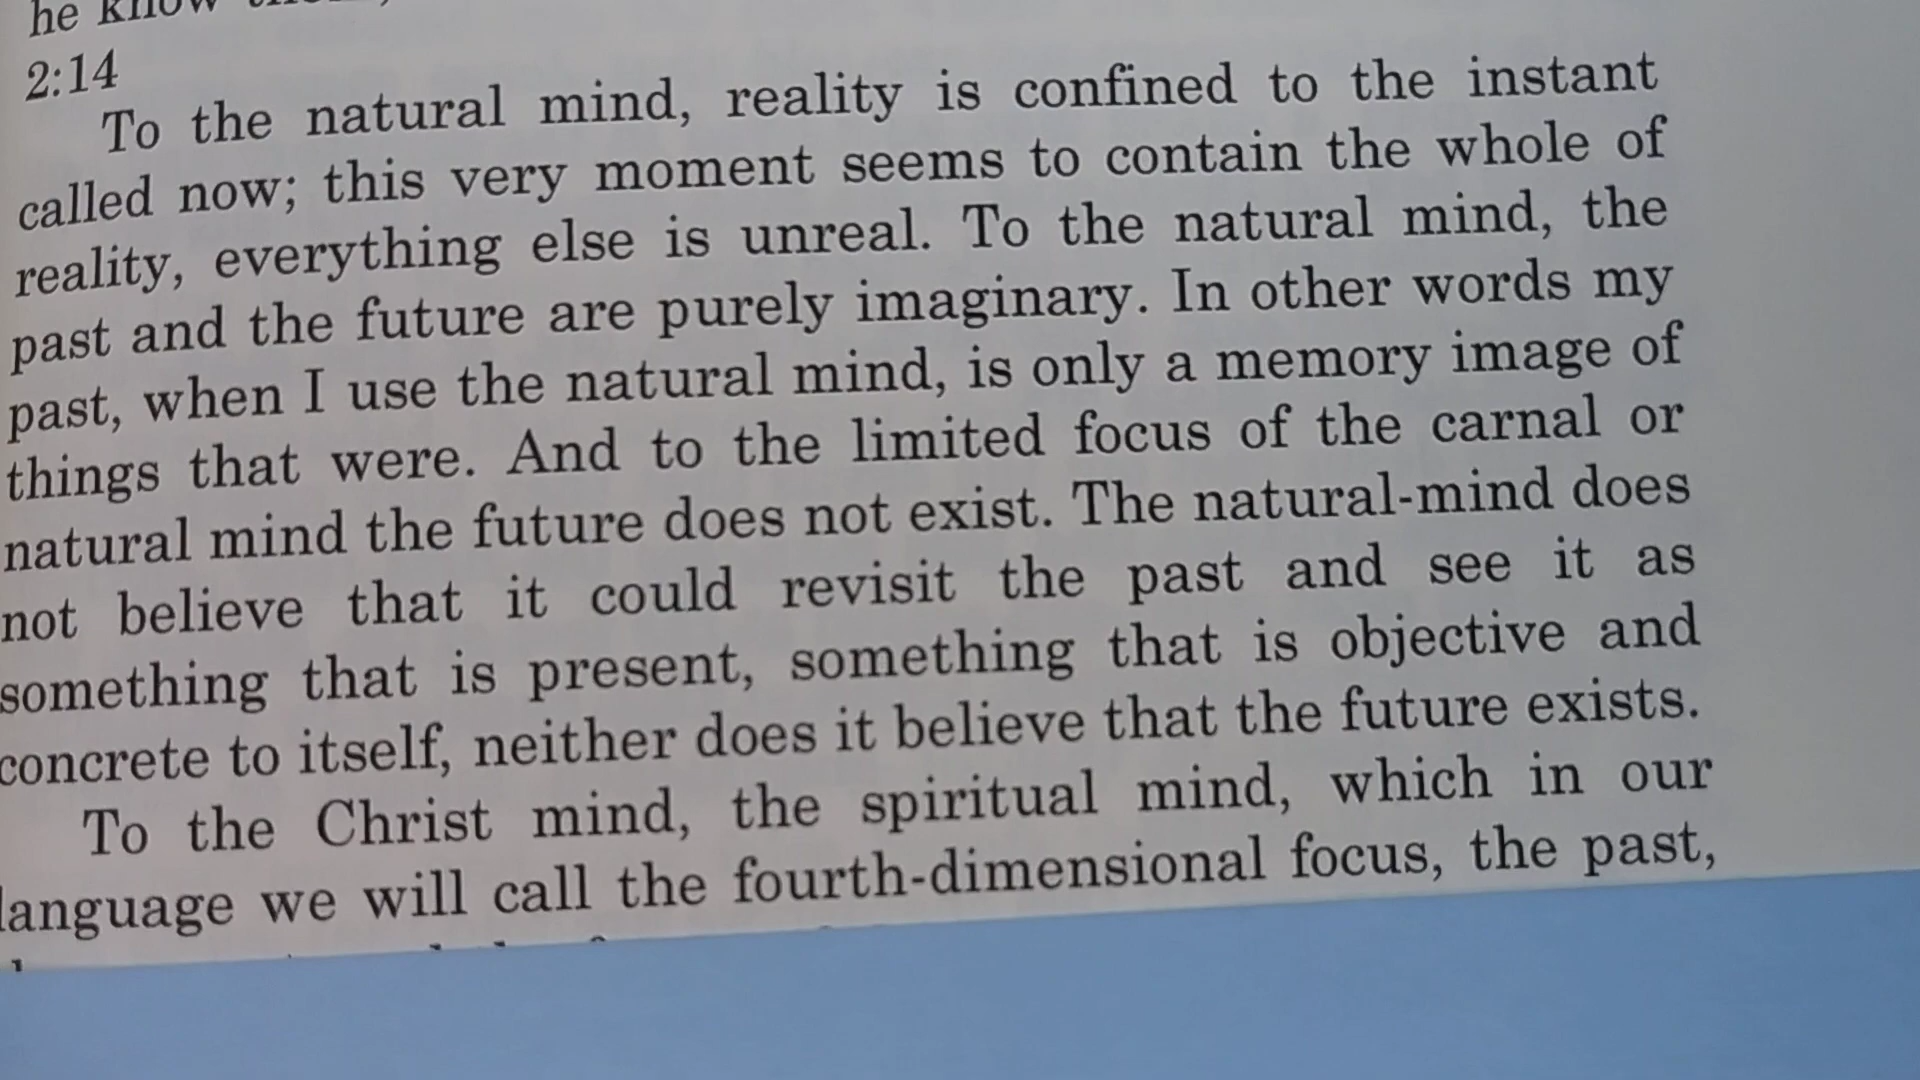 he know
2:14
To the natural mind, reality is confined to the instant
called now; this very moment seems to contain the whole of
reality, everything else is unreal. To the natural mind, the
past and the future are purely imaginary. In other words my
past, when I use the natural mind, is only a memory image of
things that were. And to the limited focus of the carnal or
natural mind the future does not exist. The natural-mind does
not believe that it could revisit the past and see it as
something that is present, something that is objective and
concrete to itself, neither does it believe that the future exists.
To the Christ mind, the spiritual mind, which in our
language we will call the fourth-dimensional focus, the past,